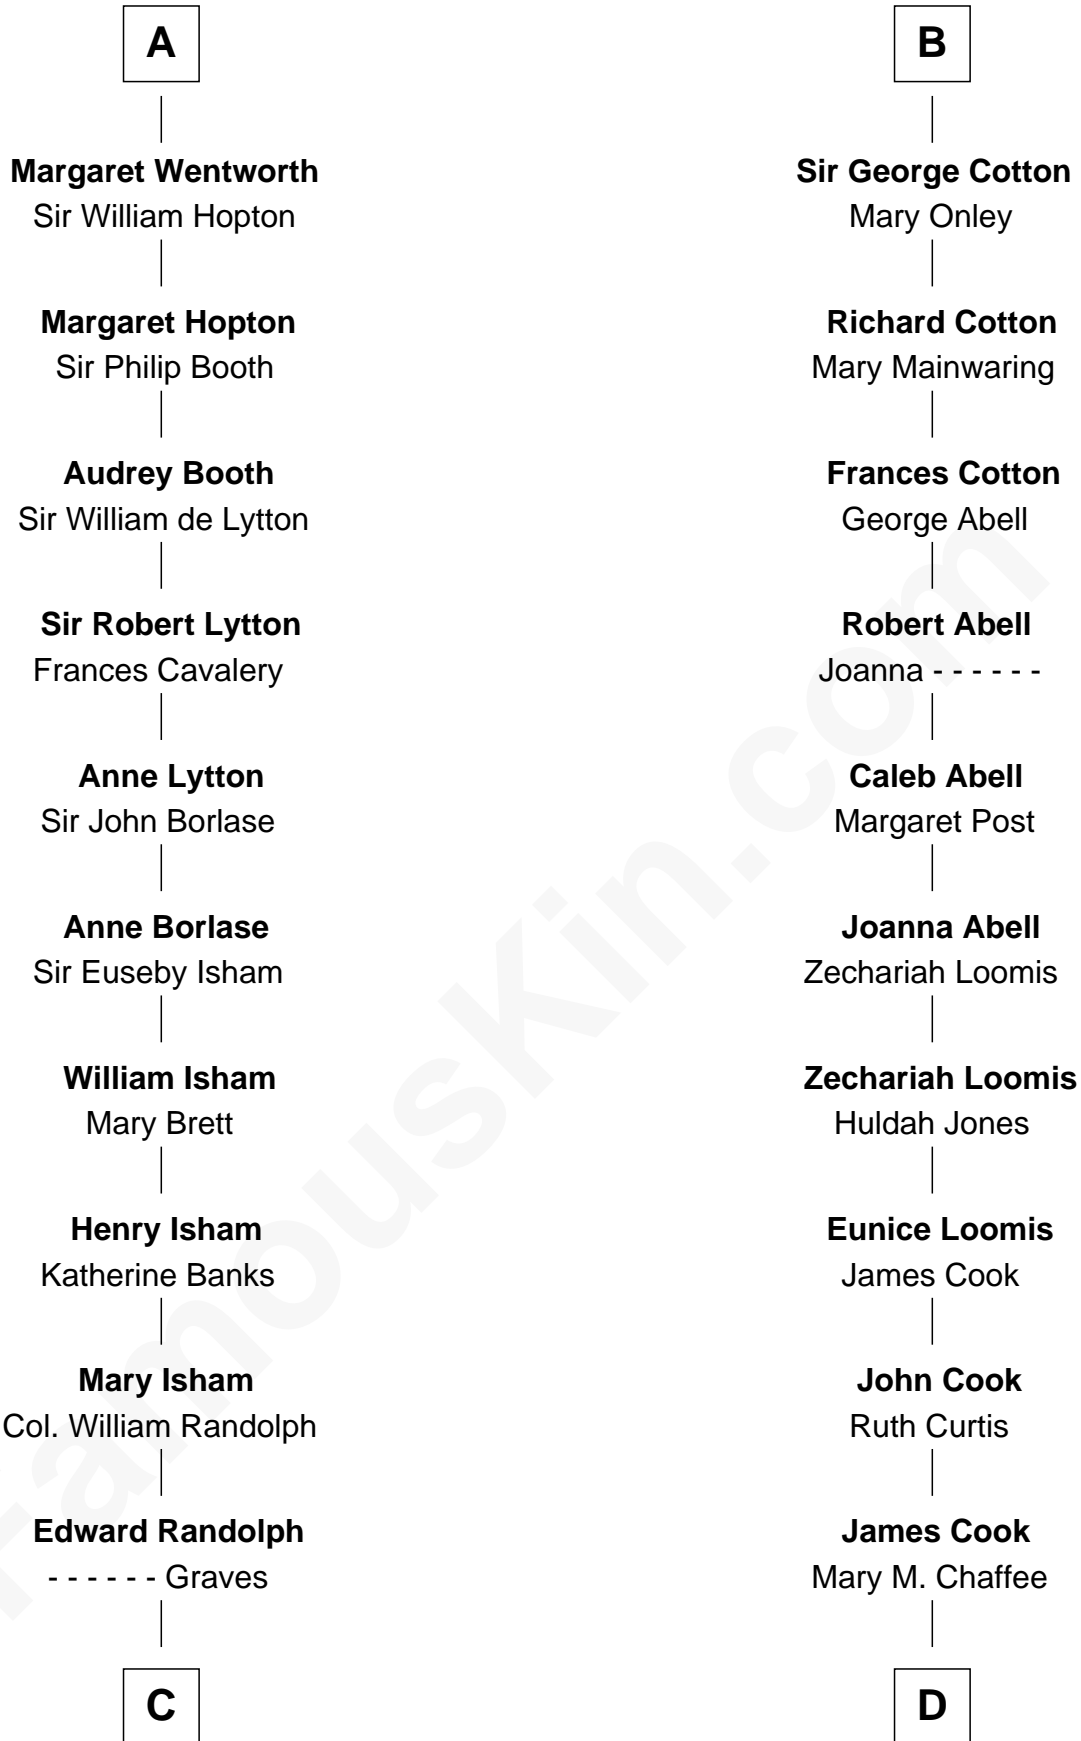 A
Margaret Wentworth
Sir William Hopton
Margaret Hopton
Sir Philip Booth
Audrey Booth
Sir William de Lytton
Sir Robert Lytton
Frances Cavalery
Anne Lytton
Sir John Borlase
Anne Borlase
Sir Euseby Isham
William Isham
Mary Brett
Henry Isham
Katherine Banks
Mary Isham
Col. William Randolph
Edward Randolph
- - - - - - Graves
C
B
Sir George Cotton
Mary Onley
Richard Cotton
Mary Mainwaring
Frances Cotton
George Abell
Robert Abell
Joanna - - - - - -
Caleb Abell
Margaret Post
Joanna Abell
Zechariah Loomis
Zechariah Loomis
Huldah Jones
Eunice Loomis
James Cook
John Cook
Ruth Curtis
James Cook
Mary M. Chaffee
D
FamousKin.com